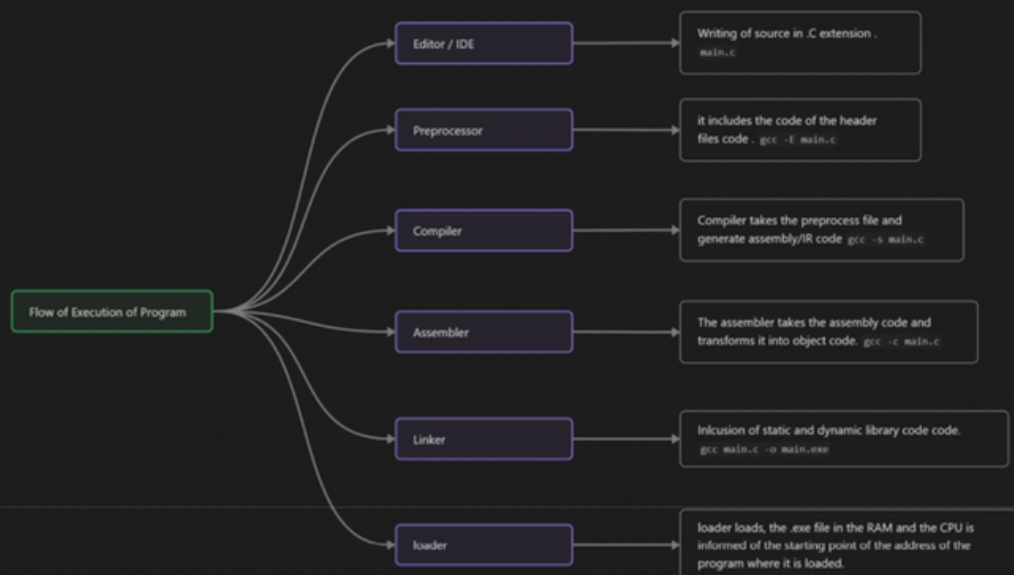 Editor / IDE
Writing of source in .C extension .
main.c
Preprocessor
it includes the code of the header
files code . gcc -E main.c
Compiler
Compiler takes the preprocess file and
generate assembly/IR code gcc -s main.c
Flow of Execution of Program
Assembler
The assembler takes the assembly code and
transforms it into object code. gcc -c main.c
Linker
Inlcusion of static and dynamic library code code.
gcc main.c -o main.exe
loader
loader loads, the .exe file in the RAM and the CPU is
informed of the starting point of the address of the
program where it is loaded.